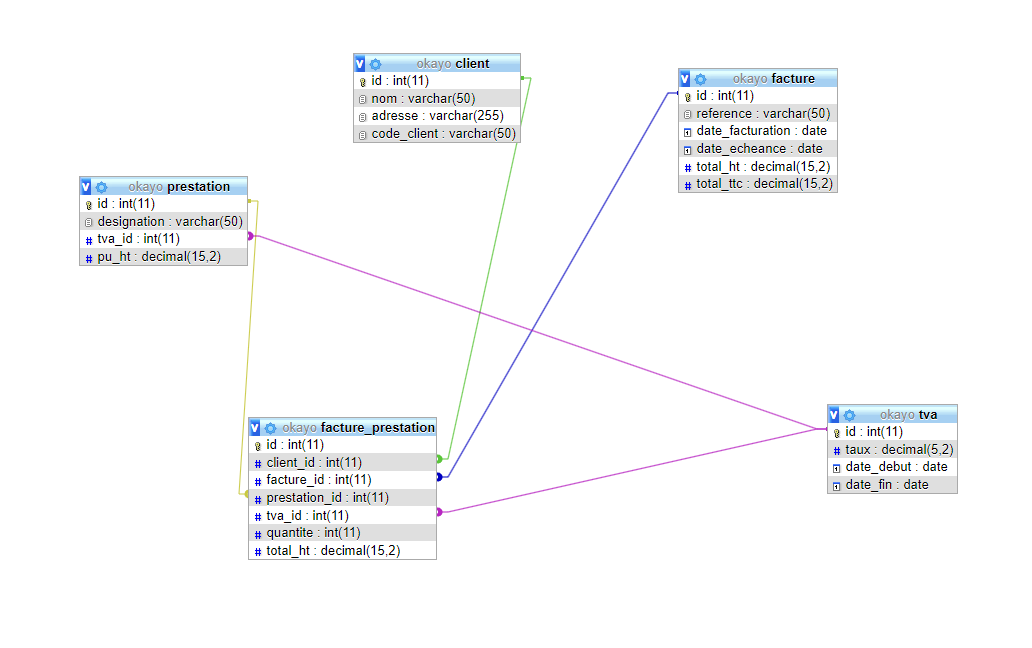 okayo client
id : int(11)
nom : varchar(50)
adresse : varchar(255)
code_client : varchar(50)
okayo facture
id : int(11)
reference : varchar(50)
date_facturation : date
date_echeance : date
total_ht : decimal(15,2)
total_ttc : decimal(15,2)
okayo prestation
id : int(11)
designation : varchar(50)
tva_id : int(11)
pu_ht : decimal(15,2)
okayo facture_prestation
id : int(11)
client_id : int(11)
facture_id : int(11)
prestation_id : int(11)
tva_id : int(11)
quantite : int(11)
total_ht : decimal(15,2)
okayo tva
id : int(11)
taux : decimal(5,2)
date_debut : date
date_fin : date